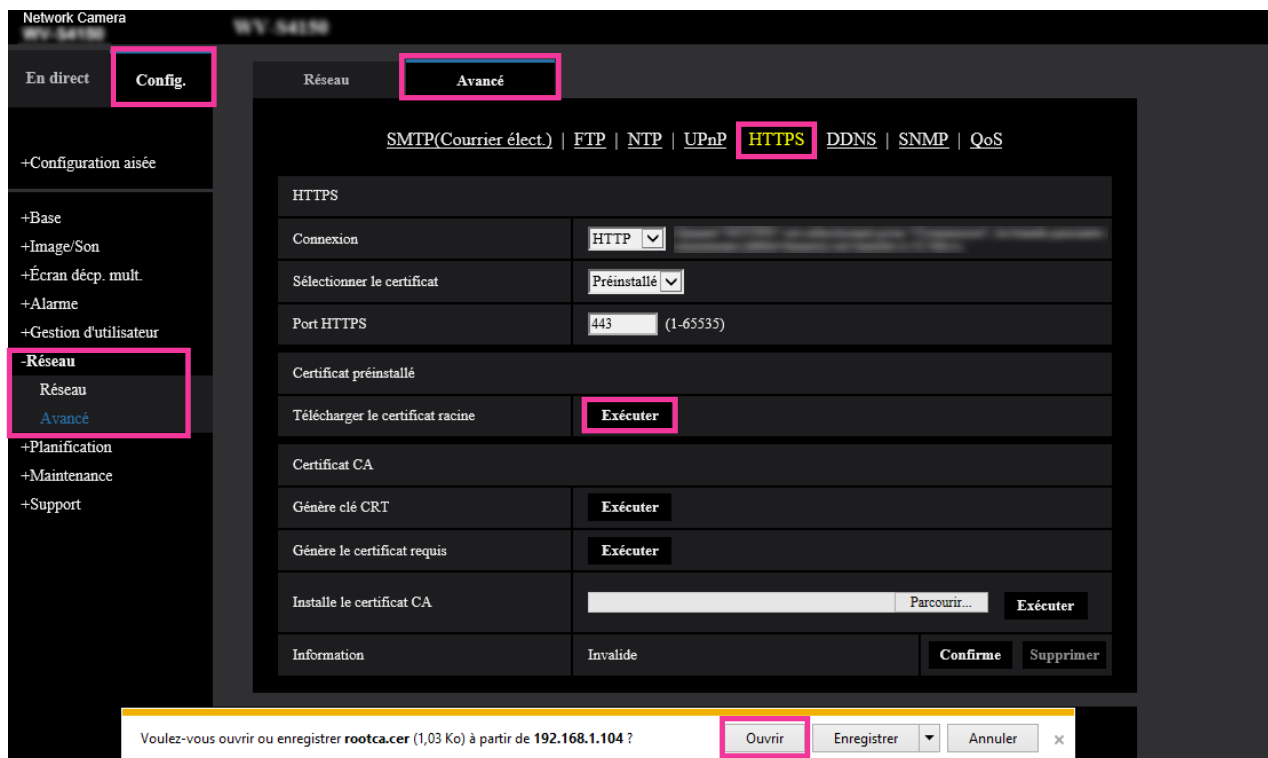 Network Camera
En direct Config.
Réseau Avancé
SMTP(Courrier élect.) | FTP | NTP | UPnP HTTPS DDNS | SNMP | QoS
+Configuration aisée
+Base
+Image/Son
+Écran décp. mult.
+Alarme
+Gestion d'utilisateur
-Réseau
Réseau
Avancé
+Planification
+Maintenance
+Support
HTTPS
Connexion HTTP
Sélectionner le certificat Préinstallé
Port HTTPS 443 (1-65535)
Certificat préinstallé
Télécharger le certificat racine Exécuter
Certificat CA
Génère clé CRT Exécuter
Génère le certificat requis Exécuter
Installe le certificat CA Parcourir... Exécuter
Information Invalide Confirme Supprimer
Voulez-vous ouvrir ou enregistrer rootca.cer (1,03 Ko) à partir de 192.168.1.104 ? Ouvrir Enregistrer Annuler ×